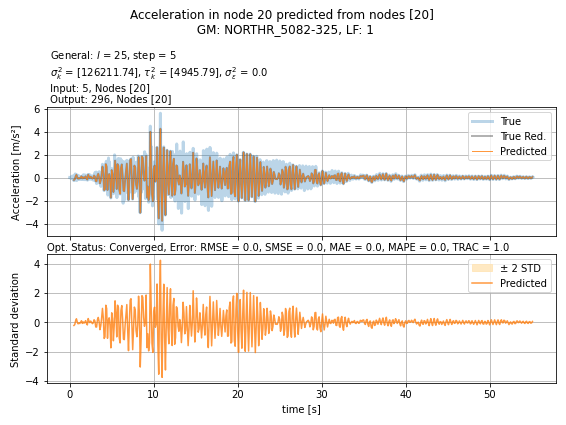 Acceleration in node 20 predicted from nodes [20]
GM: NORTHR_5082-325, LF: 1
General: l = 25, step = 5
σ²ₖ = [126211.74], τ²ₖ = [4945.79], σ²ε = 0.0
Input: 5, Nodes [20]
Output: 296, Nodes [20]
Acceleration [m/s²]
6
4
2
0
−2
−4
True
True Red.
Predicted
Opt. Status: Converged, Error: RMSE = 0.0, SMSE = 0.0, MAE = 0.0, MAPE = 0.0, TRAC = 1.0
Standard deviation
4
2
0
−2
−4
± 2 STD
Predicted
0 10 20 30 40 50
time [s]